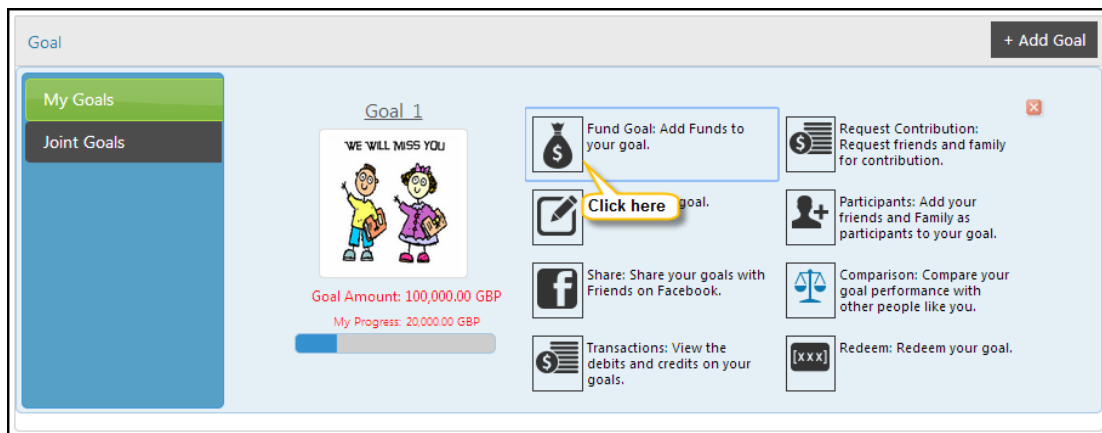 Goal
+ Add Goal
My Goals
Joint Goals
Goal_1
WE WILL MISS YOU
Goal Amount: 100,000.00 GBP
My Progress: 20,000.00 GBP
Fund Goal: Add Funds to
your goal.
$
Click here
goal.
f
Share: Share your goals with
Friends on Facebook.
$
Transactions: View the
debits and credits on your
goals.
$
Request Contribution:
Request friends and family
for contribution.
Participants: Add your
friends and Family as
participants to your goal.
Comparison: Compare your
goal performance with
other people like you.
[xxx]
Redeem: Redeem your goal.